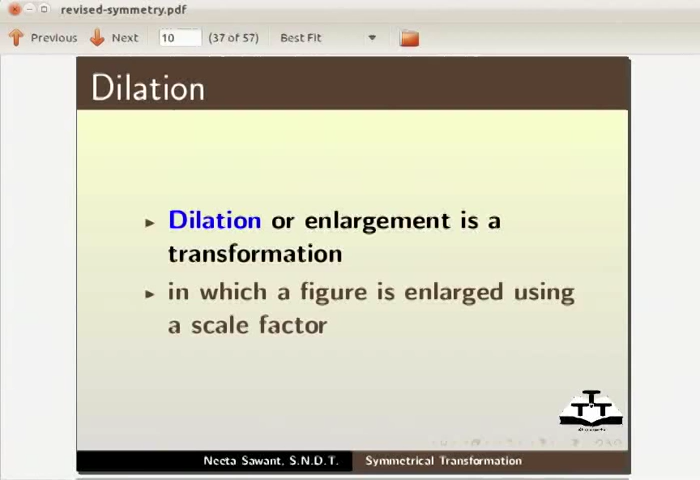 revised-symmetry.pdf
Previous Next 10 (37 of 57) Best Fit
Dilation
Dilation or enlargement is a
transformation
in which a figure is enlarged using
a scale factor
Neeta Sawant, S.N.D.T. Symmetrical Transformation